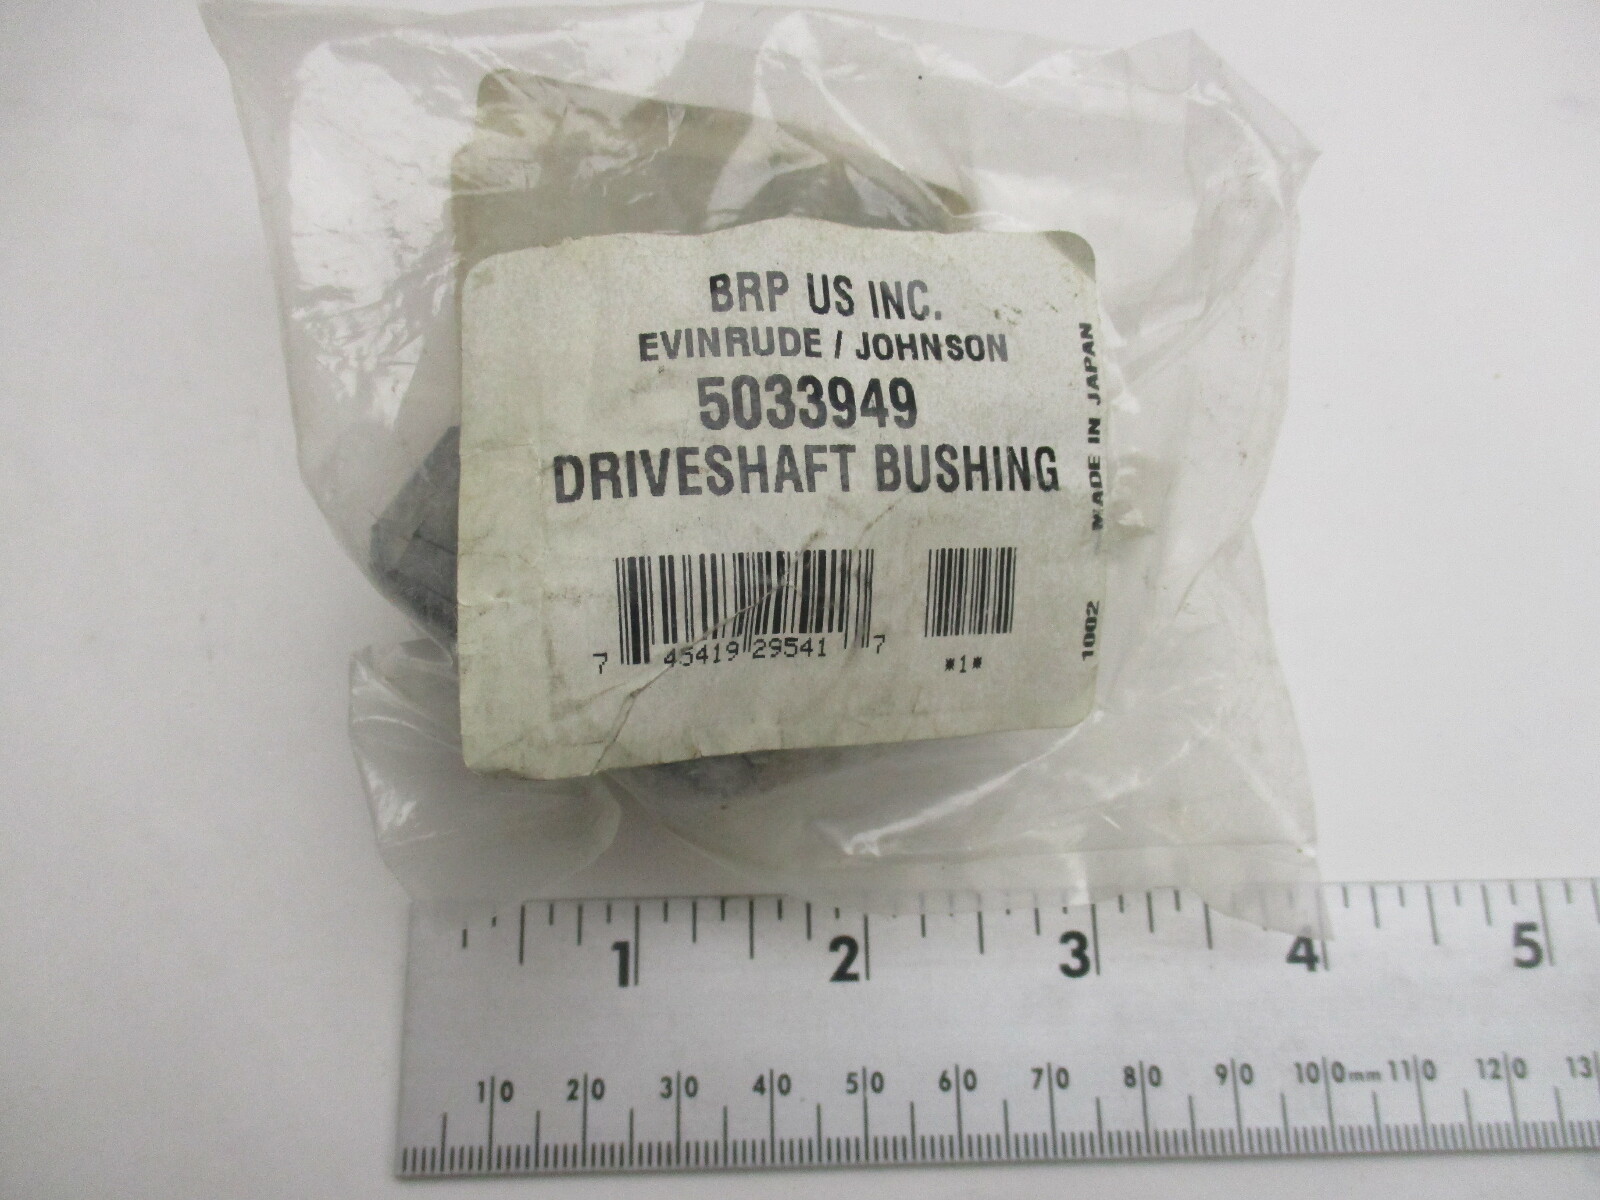 BRP US INC.
EVINRUDE / JOHNSON
5033949
DRIVESHAFT BUSHING
7 45419 29541 7
*1*
1002 MADE IN JAPAN
1 2 3 4 5
10 20 30 40 50 60 70 80 90 100mm 110 120 13